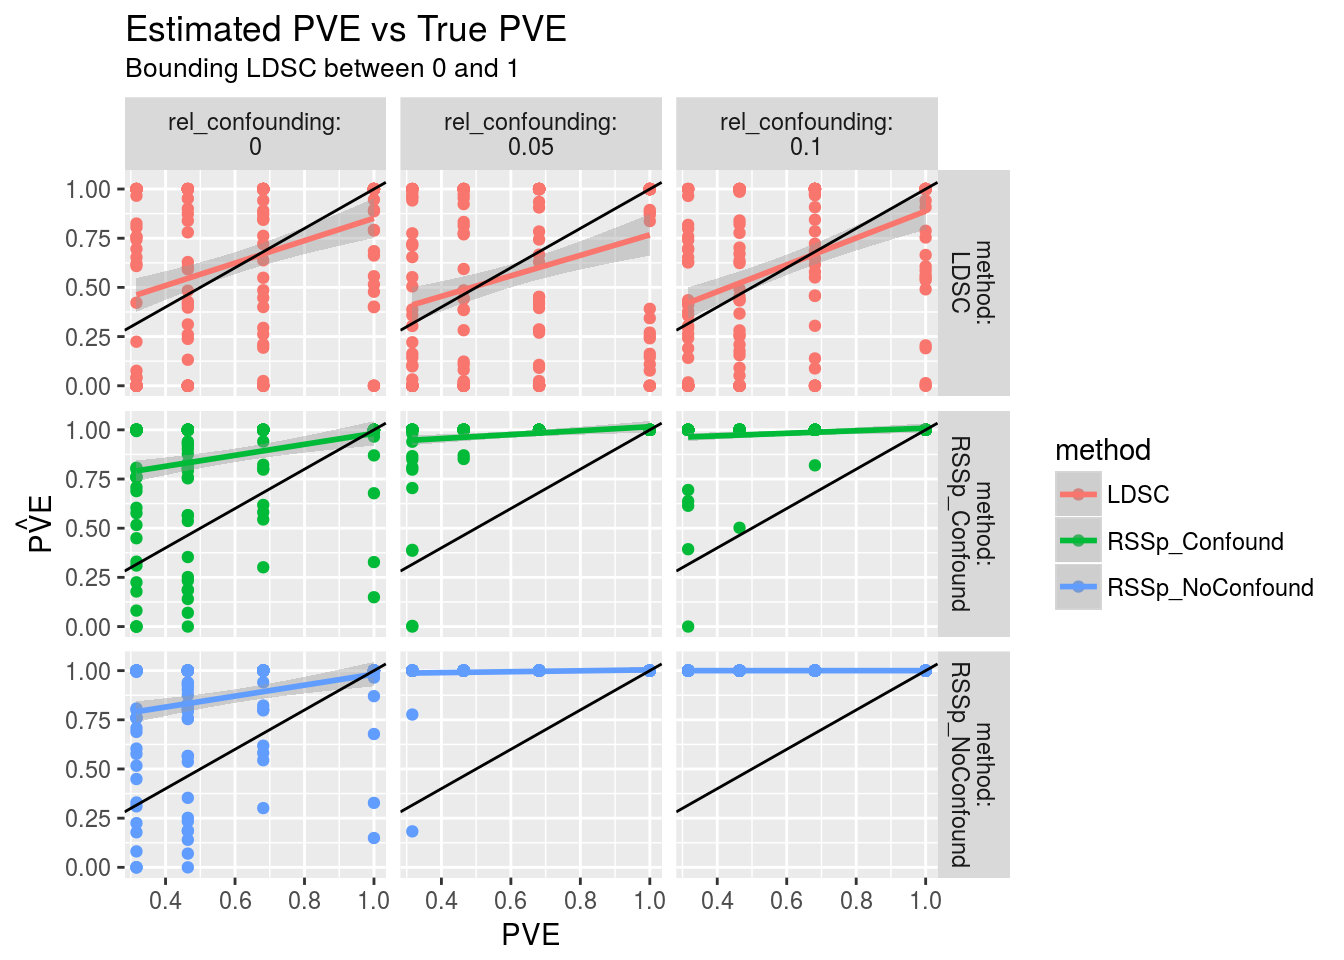 Estimated PVE vs True PVE
Bounding LDSC between 0 and 1
rel_confounding:
0
rel_confounding:
0.05
rel_confounding:
0.1
1.00
0.75
0.50
0.25
0.00
method:
LDSC
1.00
0.75
0.50
0.25
0.00
method:
RSSp_Confound
1.00
0.75
0.50
0.25
0.00
method:
RSSp_NoConfound
PV̂E
0.4 0.6 0.8 1.0
0.4 0.6 0.8 1.0
0.4 0.6 0.8 1.0
PVE
method
LDSC
RSSp_Confound
RSSp_NoConfound